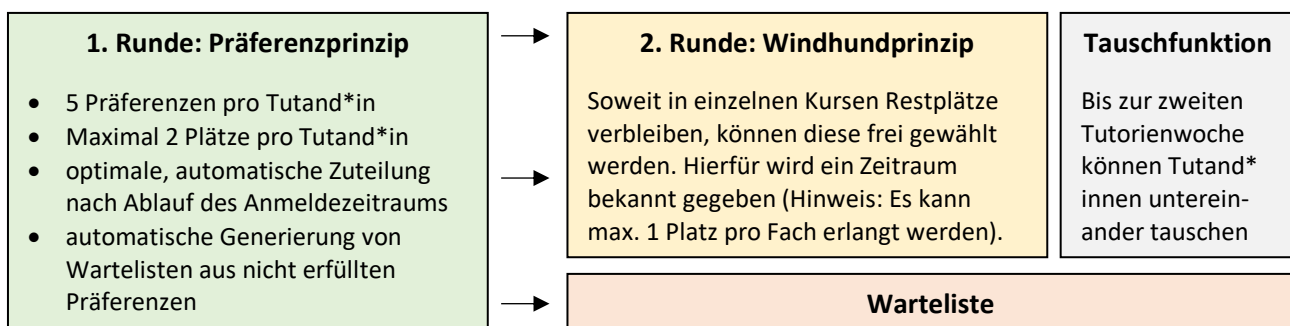 1. Runde: Präferenzprinzip
• 5 Präferenzen pro Tutand*in
• Maximal 2 Plätze pro Tutand*in
• optimale, automatische Zuteilung
nach Ablauf des Anmeldezeitraums
• automatische Generierung von
Wartelisten aus nicht erfüllten
Präferenzen
2. Runde: Windhundprinzip
Soweit in einzelnen Kursen Restplätze
verbleiben, können diese frei gewählt
werden. Hierfür wird ein Zeitraum
bekannt gegeben (Hinweis: Es kann
max. 1 Platz pro Fach erlangt werden).
Tauschfunktion
Bis zur zweiten
Tutorienwoche
können Tutand*
innen unterein-
ander tauschen
Warteliste